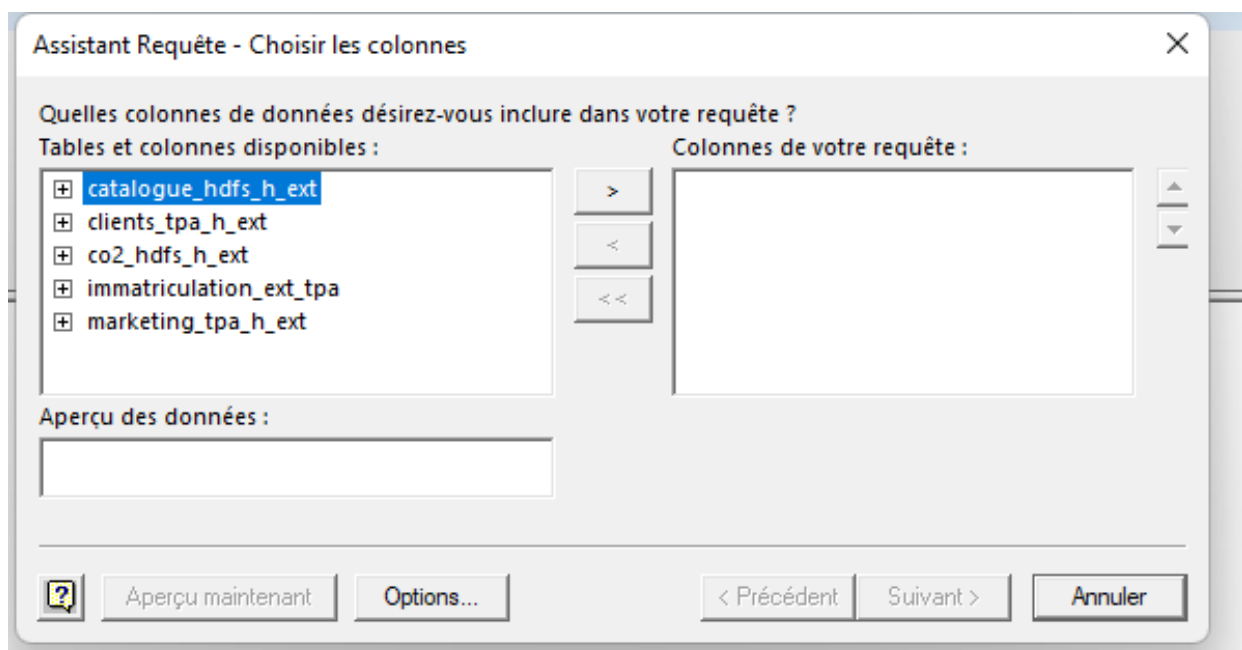 Assistant Requête - Choisir les colonnes
Quelles colonnes de données désirez-vous inclure dans votre requête ?
Tables et colonnes disponibles :
Colonnes de votre requête :
catalogue_hdfs_h_ext
clients_tpa_h_ext
co2_hdfs_h_ext
immatriculation_ext_tpa
marketing_tpa_h_ext
>
<
<<
Aperçu des données :
?
Aperçu maintenant
Options...
< Précédent
Suivant >
Annuler